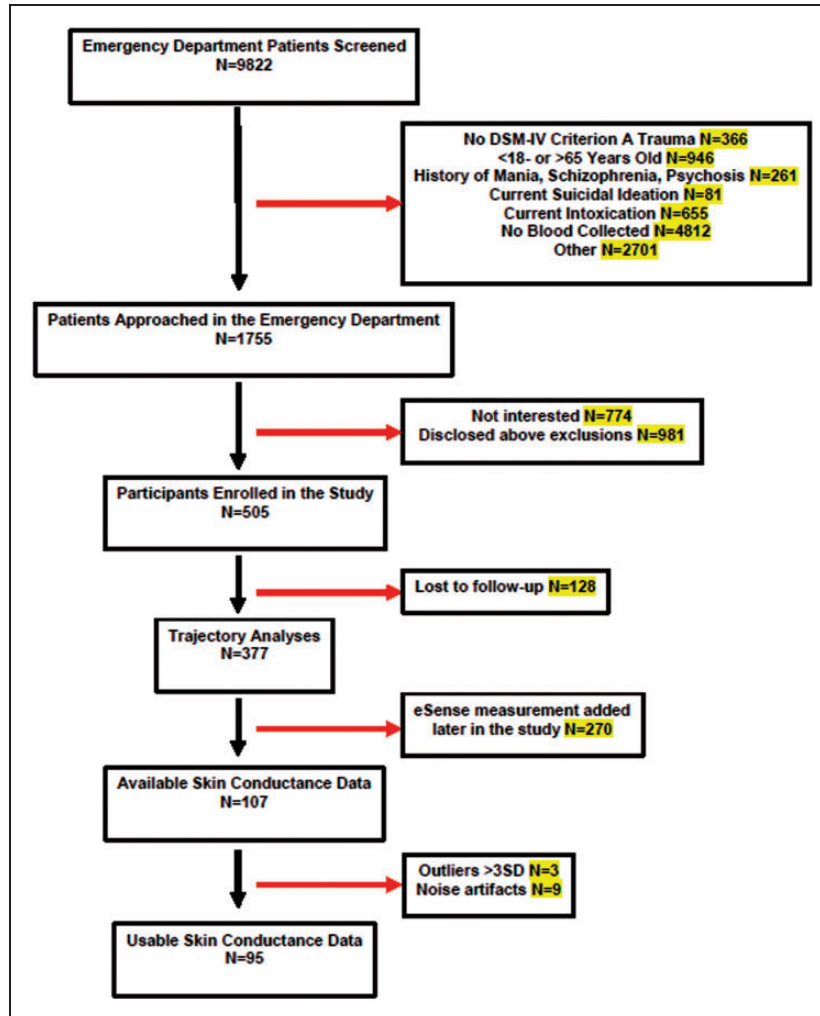 Emergency Department Patients Screened
N=9822
No DSM-IV Criterion A Trauma N=366
<18- or >65 Years Old N=946
History of Mania, Schizophrenia, Psychosis N=261
Current Suicidal Ideation N=81
Current Intoxication N=655
No Blood Collected N=4812
Other N=2701
Patients Approached in the Emergency Department
N=1755
Not interested N=774
Disclosed above exclusions N=981
Participants Enrolled in the Study
N=505
Lost to follow-up N=128
Trajectory Analyses
N=377
eSense measurement added
later in the study N=270
Available Skin Conductance Data
N=107
Outliers >3SD N=3
Noise artifacts N=9
Usable Skin Conductance Data
N=95